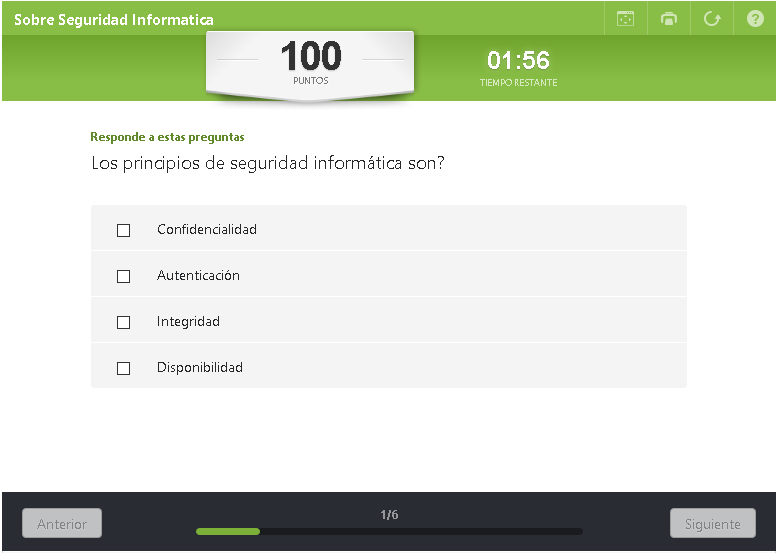 Sobre Seguridad Informatica
100
PUNTOS
01:56
TIEMPO RESTANTE
Responde a estas preguntas
Los principios de seguridad informática son?
Confidencialidad
Autenticación
Integridad
Disponibilidad
Anterior
1/6
Siguiente